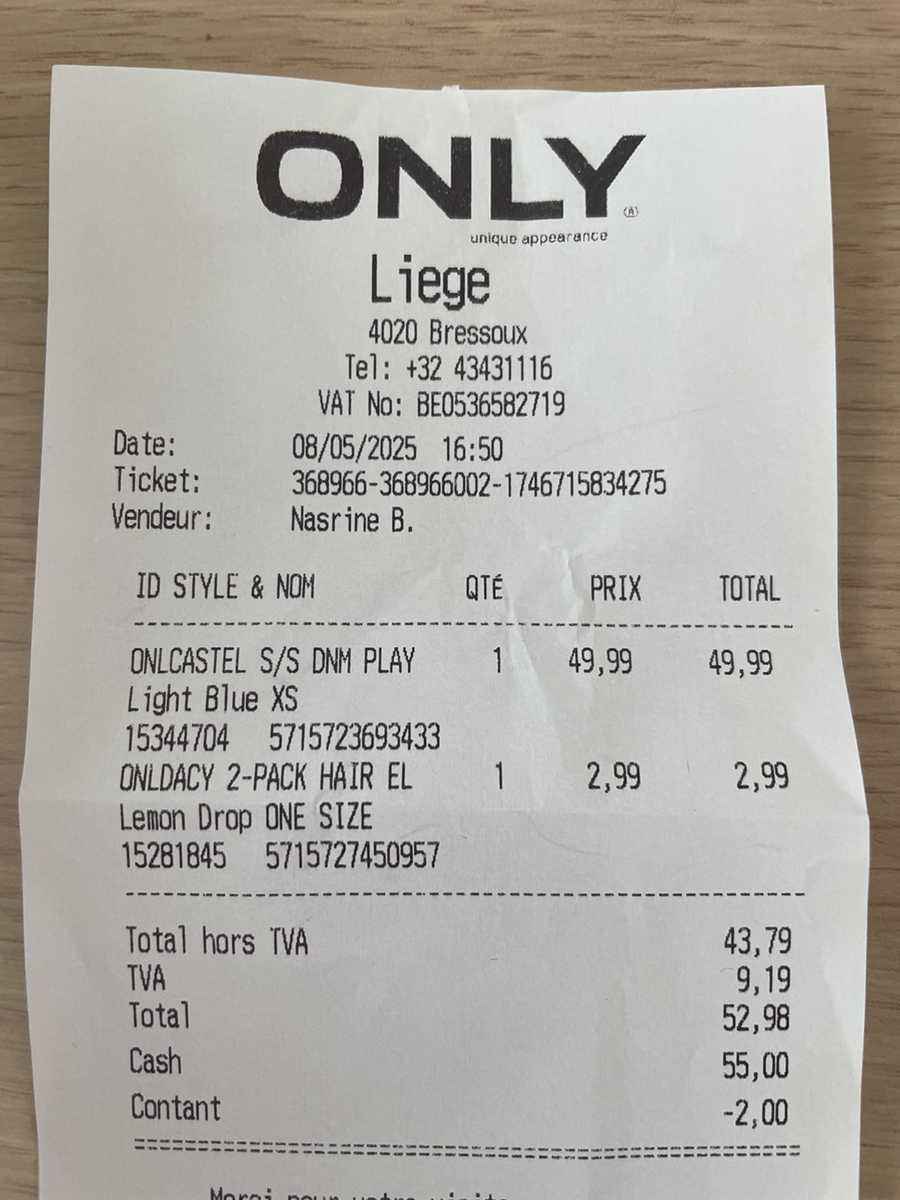 ONLY
unique appearance
Liege
4020 Bressoux
Tel: +32 43431116
VAT No: BE0536582719
Date: 08/05/2025 16:50
Ticket: 368966-368966002-1746715834275
Vendeur: Nasrine B.
ID STYLE & NOM QTÉ PRIX TOTAL
ONLCASTEL S/S DNM PLAY 1 49,99 49,99
Light Blue XS
15344704 5715723693433
ONLDACY 2-PACK HAIR EL 1 2,99 2,99
Lemon Drop ONE SIZE
15281845 5715727450957
Total hors TVA 43,79
TVA 9,19
Total 52,98
Cash 55,00
Contant -2,00
Merci pour votre visite